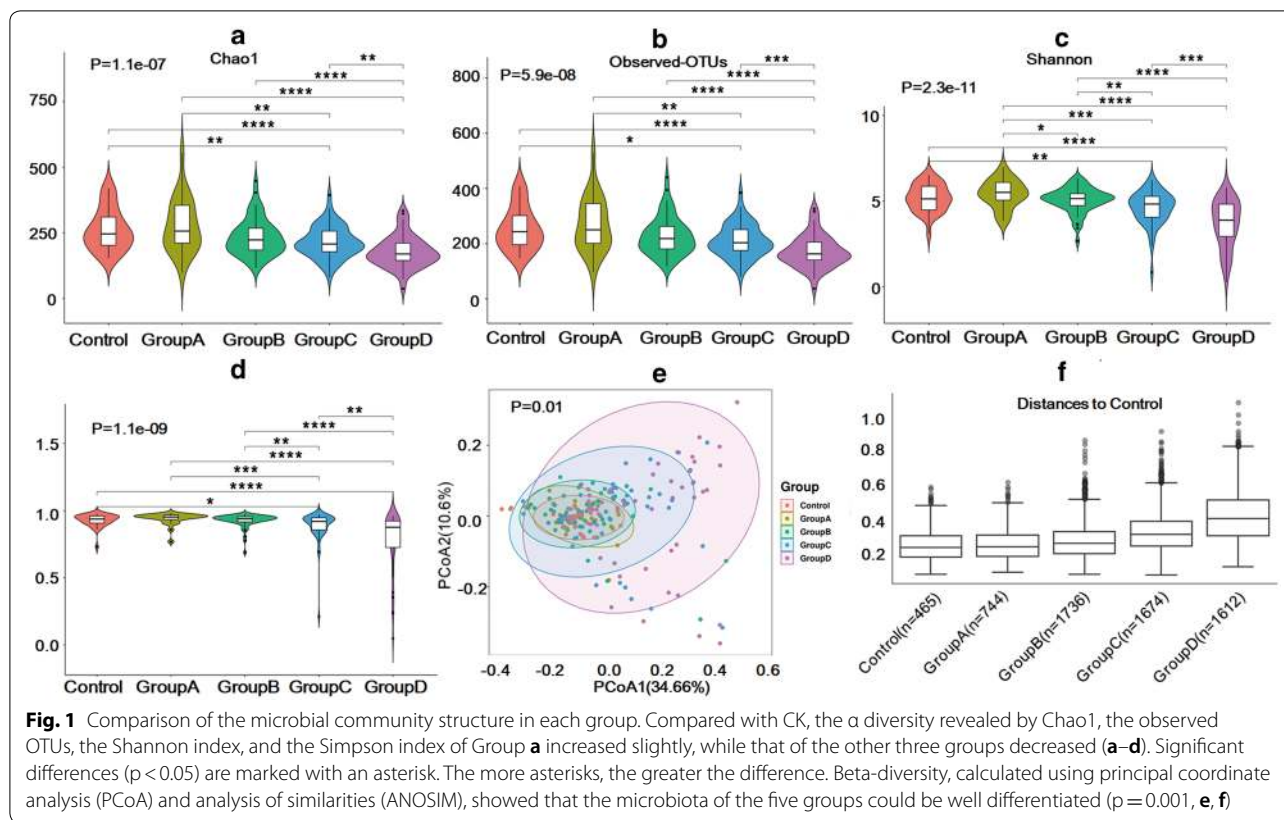 a
Chao1
P=1.1e-07
**
****
****
**
****
**
750
500
250
0
Control GroupA GroupB GroupC GroupD
b
Observed-OTUs
P=5.9e-08
***
****
****
**
****
*
800
600
400
200
0
Control GroupA GroupB GroupC GroupD
c
Shannon
P=2.3e-11
***
****
**
****
***
*
****
**
10
5
0
Control GroupA GroupB GroupC GroupD
d
P=1.1e-09
**
****
**
****
***
****
*
1.5
1.0
0.5
0.0
Control GroupA GroupB GroupC GroupD
e
P=0.01
PCoA2(10.6%)
0.2
0.0
-0.2
-0.4 -0.2 0.0 0.2 0.4 0.6
PCoA1(34.66%)
Group
Control
GroupA
GroupB
GroupC
GroupD
f
Distances to Control
1.0
0.8
0.6
0.4
0.2
Control(n=465)
GroupA(n=744)
GroupB(n=1736)
GroupC(n=1674)
GroupD(n=1612)
Fig. 1 Comparison of the microbial community structure in each group. Compared with CK, the α diversity revealed by Chao1, the observed
OTUs, the Shannon index, and the Simpson index of Group a increased slightly, while that of the other three groups decreased (a–d). Significant
differences (p < 0.05) are marked with an asterisk. The more asterisks, the greater the difference. Beta-diversity, calculated using principal coordinate
analysis (PCoA) and analysis of similarities (ANOSIM), showed that the microbiota of the five groups could be well differentiated (p = 0.001, e, f)